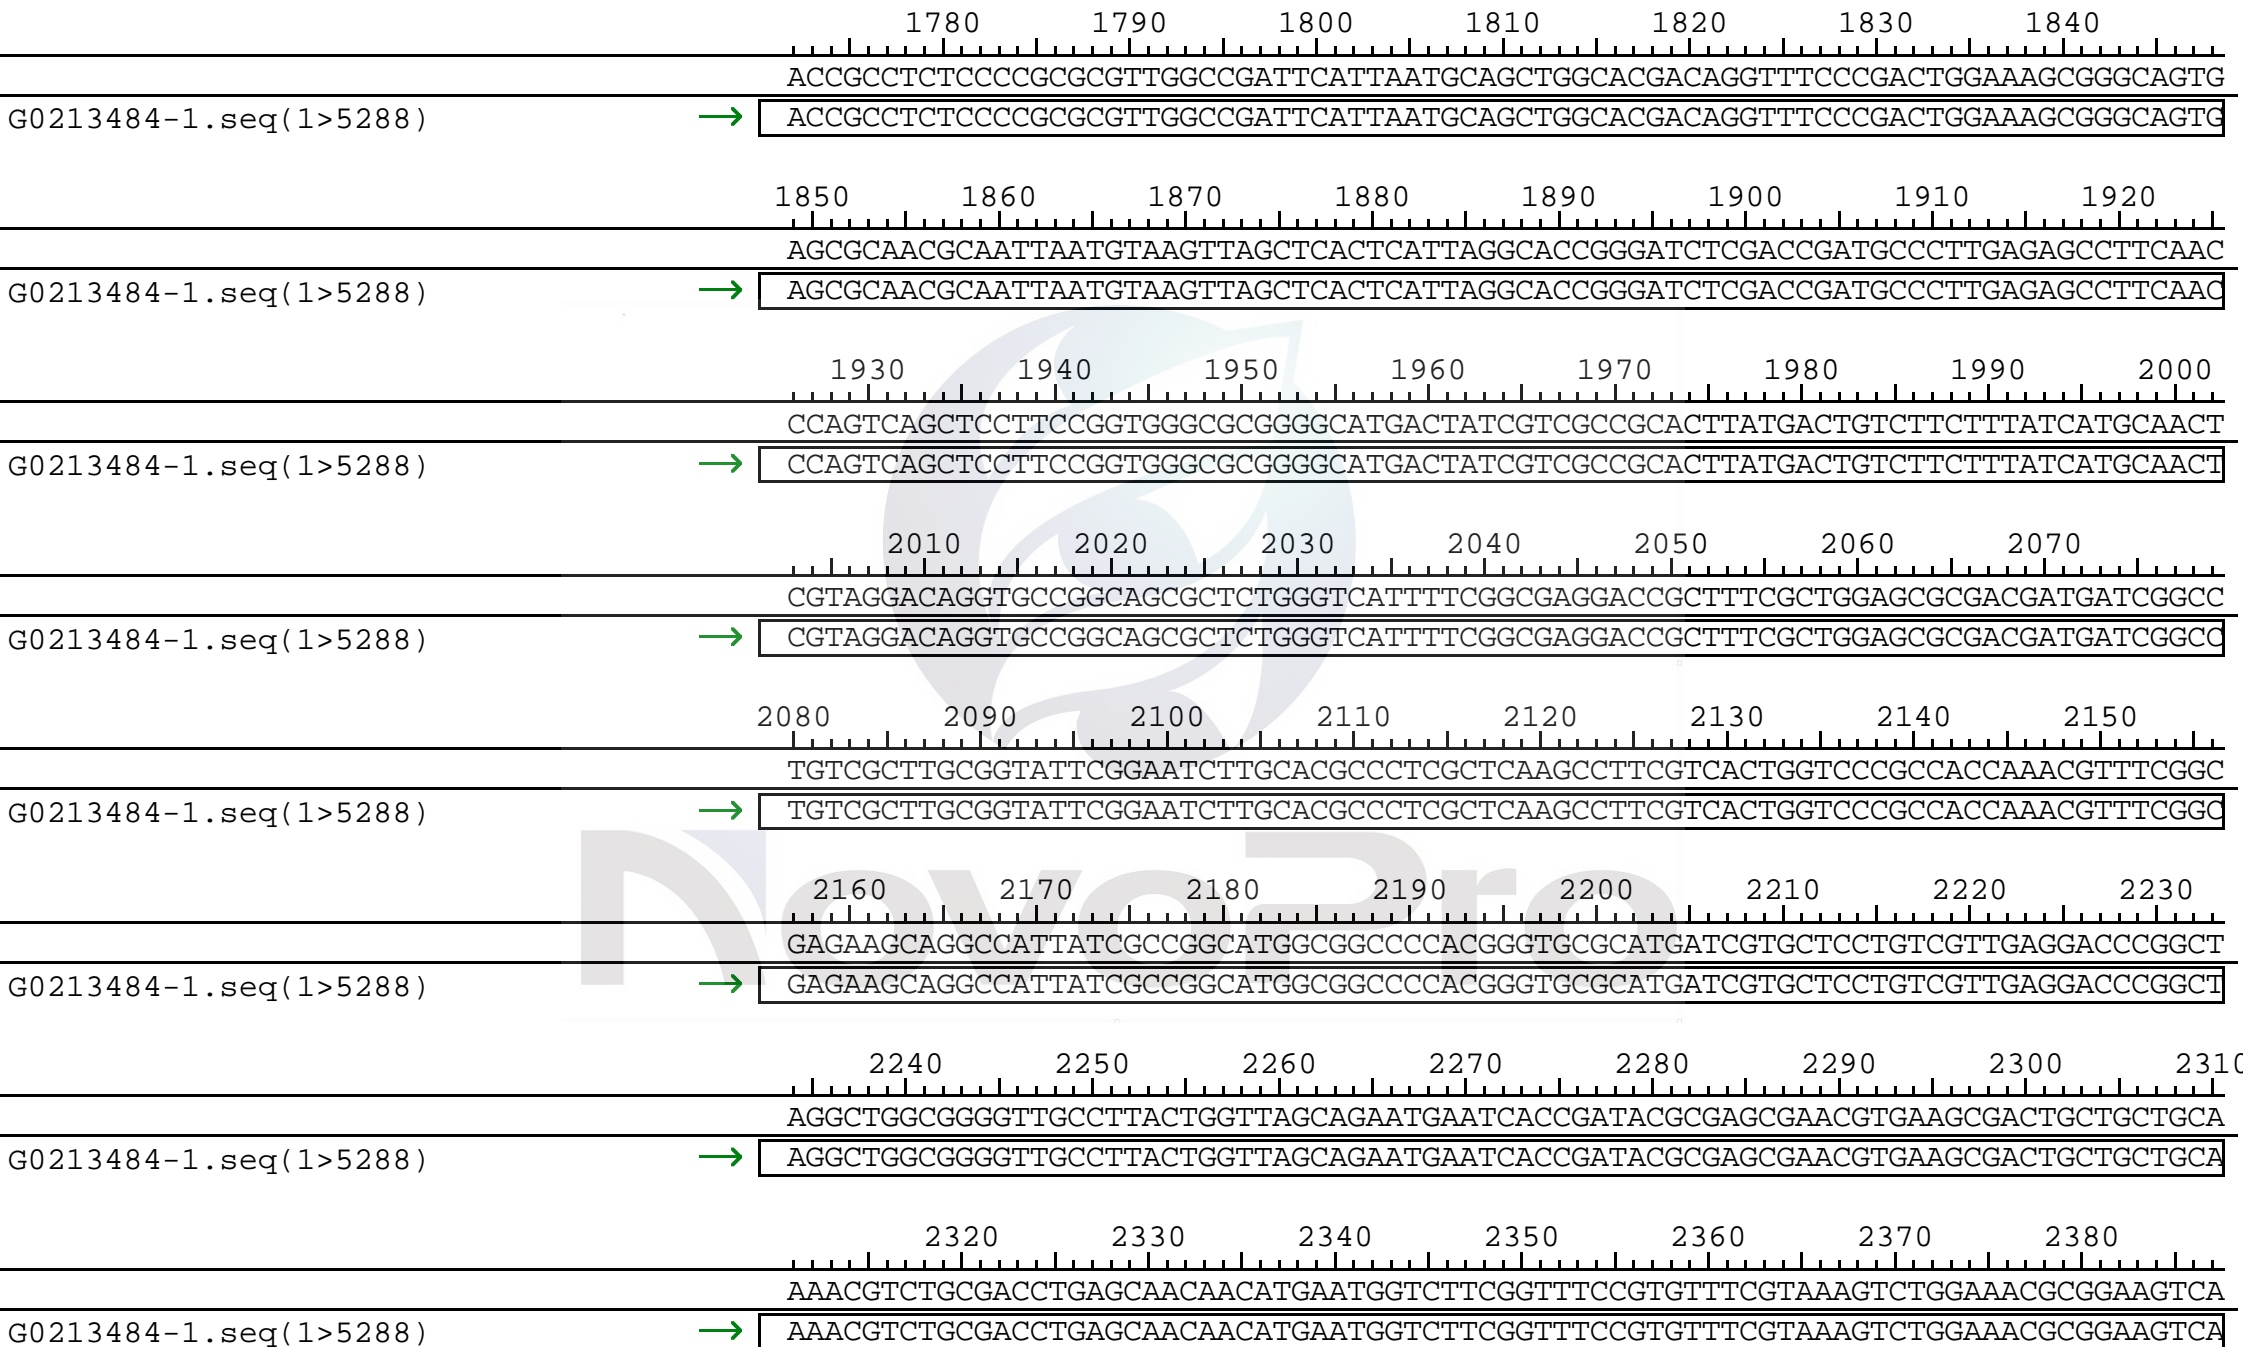 1780 1790 1800 1810 1820 1830 1840
ACCGCCTCTCCCCGCGCGTTGGCCGATTCATTAATGCAGCTGGCACGACAGGTTTCCCGACTGGAAAGCGGGCAGTG
G0213484-1.seq(1>5288) → ACCGCCTCTCCCCGCGCGTTGGCCGATTCATTAATGCAGCTGGCACGACAGGTTTCCCGACTGGAAAGCGGGCAGTG
1850 1860 1870 1880 1890 1900 1910 1920
AGCGCAACGCAATTAATGTAAGTTAGCTCACTCATTAGGCACCGGGATCTCGACCGATGCCCTTGAGAGCCTTCAAC
G0213484-1.seq(1>5288) → AGCGCAACGCAATTAATGTAAGTTAGCTCACTCATTAGGCACCGGGATCTCGACCGATGCCCTTGAGAGCCTTCAAC
1930 1940 1950 1960 1970 1980 1990 2000
CCAGTCAGCTCCTTCCGGTGGGCGCGGGGCATGACTATCGTCGCCGCACTTATGACTGTCTTCTTTATCATGCAACT
G0213484-1.seq(1>5288) → CCAGTCAGCTCCTTCCGGTGGGCGCGGGGCATGACTATCGTCGCCGCACTTATGACTGTCTTCTTTATCATGCAACT
2010 2020 2030 2040 2050 2060 2070
CGTAGGACAGGTGCCGGCAGCGCTCTGGGTCATTTTCGGCGAGGACCGCTTTCGCTGGAGCGCGACGATGATCGGCC
G0213484-1.seq(1>5288) → CGTAGGACAGGTGCCGGCAGCGCTCTGGGTCATTTTCGGCGAGGACCGCTTTCGCTGGAGCGCGACGATGATCGGCC
2080 2090 2100 2110 2120 2130 2140 2150
TGTCGCTTGCGGTATTCGGAATCTTGCACGCCCTCGCTCAAGCCTTCGTCACTGGTCCCGCCACCAAACGTTTCGGC
G0213484-1.seq(1>5288) → TGTCGCTTGCGGTATTCGGAATCTTGCACGCCCTCGCTCAAGCCTTCGTCACTGGTCCCGCCACCAAACGTTTCGGC
NovoPro
2160 2170 2180 2190 2200 2210 2220 2230
GAGAAGCAGGCCATTATCGCCGGCATGGCGGCCCCACGGGTGCGCATGATCGTGCTCCTGTCGTTGAGGACCCGGCT
G0213484-1.seq(1>5288) → GAGAAGCAGGCCATTATCGCCGGCATGGCGGCCCCACGGGTGCGCATGATCGTGCTCCTGTCGTTGAGGACCCGGCT
2240 2250 2260 2270 2280 2290 2300 2310
AGGCTGGCGGGGTTGCCTTACTGGTTAGCAGAATGAATCACCGATACGCGAGCGAACGTGAAGCGACTGCTGCTGCA
G0213484-1.seq(1>5288) → AGGCTGGCGGGGTTGCCTTACTGGTTAGCAGAATGAATCACCGATACGCGAGCGAACGTGAAGCGACTGCTGCTGCA
2320 2330 2340 2350 2360 2370 2380
AAACGTCTGCGACCTGAGCAACAACATGAATGGTCTTCGGTTTCCGTGTTTCGTAAAGTCTGGAAACGCGGAAGTCA
G0213484-1.seq(1>5288) → AAACGTCTGCGACCTGAGCAACAACATGAATGGTCTTCGGTTTCCGTGTTTCGTAAAGTCTGGAAACGCGGAAGTCA